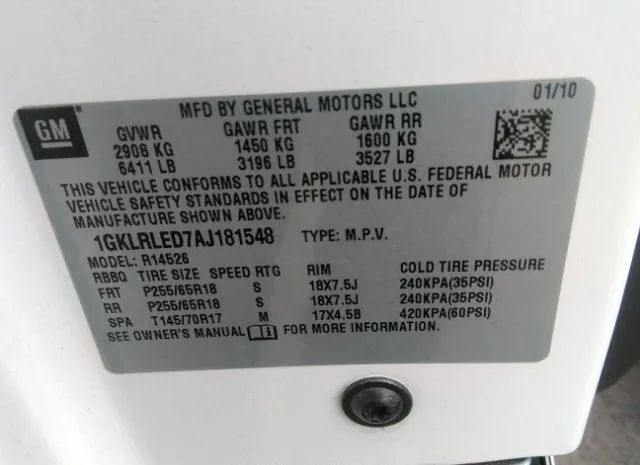 GM
MFD BY GENERAL MOTORS LLC 01/10
GVWR GAWR FRT GAWR RR
2908 KG 1450 KG 1600 KG
6411 LB 3196 LB 3527 LB
THIS VEHICLE CONFORMS TO ALL APPLICABLE U.S. FEDERAL MOTOR
VEHICLE SAFETY STANDARDS IN EFFECT ON THE DATE OF
MANUFACTURE SHOWN ABOVE.
1GKLRLED7AJ181548 TYPE: M.P.V.
MODEL: R14526
RBBQ TIRE SIZE SPEED RTG RIM COLD TIRE PRESSURE
FRT P255/65R18 S 18X7.5J 240KPA(35PSI)
RR P255/65R18 S 18X7.5J 240KPA(35PSI)
SPA T145/70R17 M 17X4.5B 420KPA(60PSI)
SEE OWNER'S MANUAL FOR MORE INFORMATION.